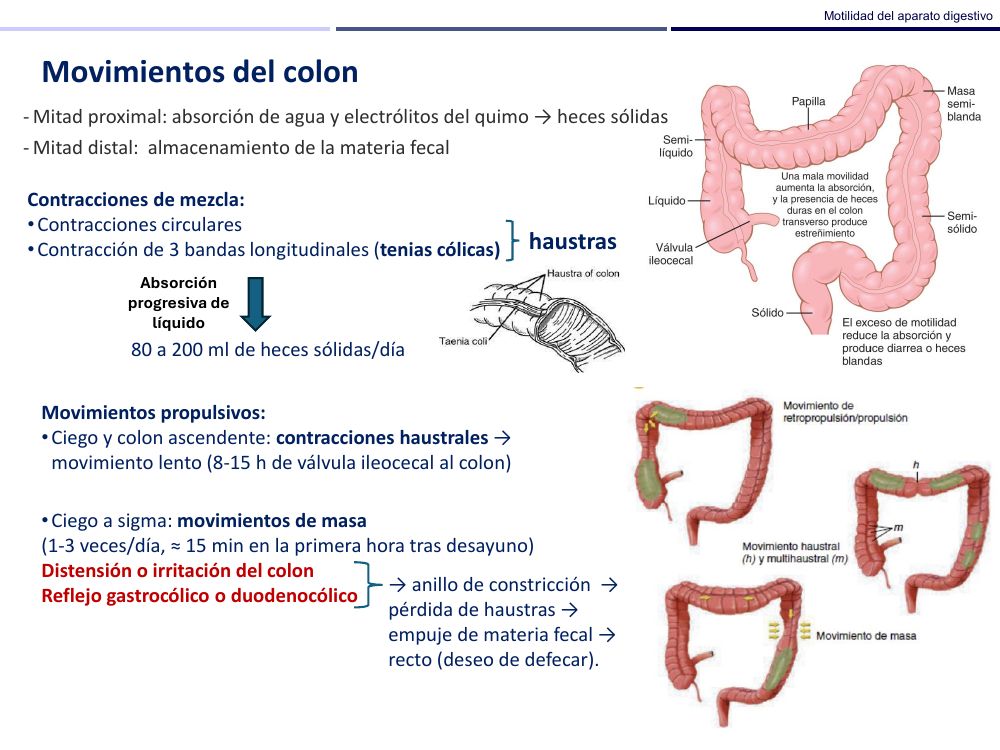 Motilidad del aparato digestivo
Movimientos del colon
- Mitad proximal: absorción de agua y electrólitos del quimo → heces sólidas
- Mitad distal: almacenamiento de la materia fecal
Contracciones de mezcla:
•Contracciones circulares
•Contracción de 3 bandas longitudinales (tenias cólicas)
haustras
Absorción
progresiva de
líquido
80 a 200 ml de heces sólidas/día
Haustra of colon
Taenia coli
Papilla
Masa
semi-
blanda
Semi-
líquido
Una mala movilidad
aumenta la absorción,
y la presencia de heces
duras en el colon
transverso produce
estreñimiento
Líquido
Semi-
sólido
Válvula
ileocecal
Sólido
El exceso de motilidad
reduce la absorción y
produce diarrea o heces
blandas
Movimientos propulsivos:
•Ciego y colon ascendente: contracciones haustrales →
movimiento lento (8-15 h de válvula ileocecal al colon)
•Ciego a sigma: movimientos de masa
(1-3 veces/día, ≈ 15 min en la primera hora tras desayuno)
Distensión o irritación del colon
Reflejo gastrocólico o duodenocólico
→ anillo de constricción →
pérdida de haustras →
empuje de materia fecal →
recto (deseo de defecar).
Movimiento de
retropropulsión/propulsión
h
m
Movimiento haustral
(h) y multihaustral (m)
Movimiento de masa